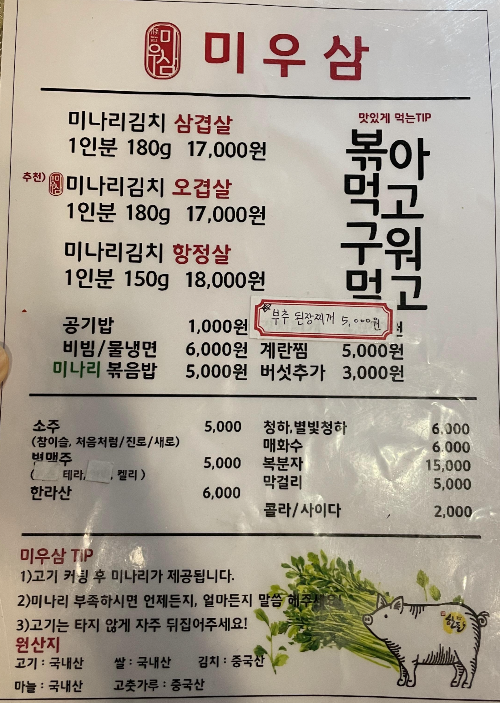 미우삼
미우삼
미나리김치 삼겹살
1인분 180g 17,000원
추천) 미나리김치 오겹살
1인분 180g 17,000원
미나리김치 항정살
1인분 150g 18,000원
맛있게 먹는TIP
볶아
먹고
구워
먹고
부추 된장찌개 5,000원
공기밥 1,000원
비빔/물냉면 6,000원 계란찜 5,000원
미나리 볶음밥 5,000원 버섯추가 3,000원
소주 5,000
(참이슬, 처음처럼/진로/새로)
병맥주 5,000
( 테라, , 켈리 )
한라산 6,000
청하,별빛청하 6,000
매화수 6,000
복분자 15,000
막걸리 5,000
콜라/사이다 2,000
미우삼 TIP
1)고기 커팅 후 미나리가 제공됩니다.
2)미나리 부족하시면 언제든지, 얼마든지 말씀 해주세요!
3)고기는 타지 않게 자주 뒤집어주세요!
원산지
고기 : 국내산 쌀 : 국내산 김치 : 중국산
마늘 : 국내산 고춧가루 : 중국산
한돈